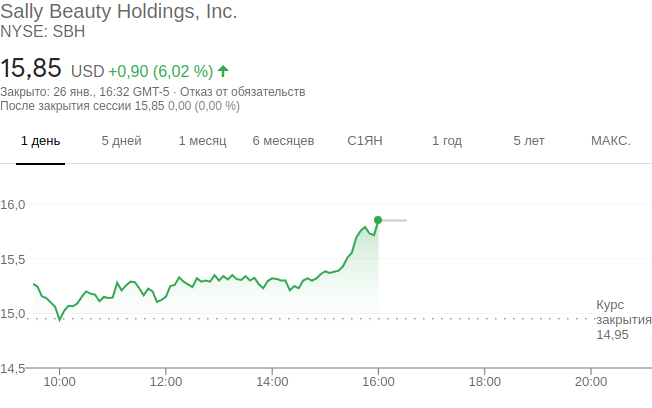 Sally Beauty Holdings, Inc.
NYSE: SBH
15,85 USD +0,90 (6,02 %)
Закрыто: 26 янв., 16:32 GMT-5 · Отказ от обязательств
После закрытия сессии 15,85 0,00 (0,00 %)
1 день 5 дней 1 месяц 6 месяцев С1ЯН 1 год 5 лет МАКС.
16,0
15,5
15,0
Курс
закрытия
14,95
14,5
10:00 12:00 14:00 16:00 18:00 20:00